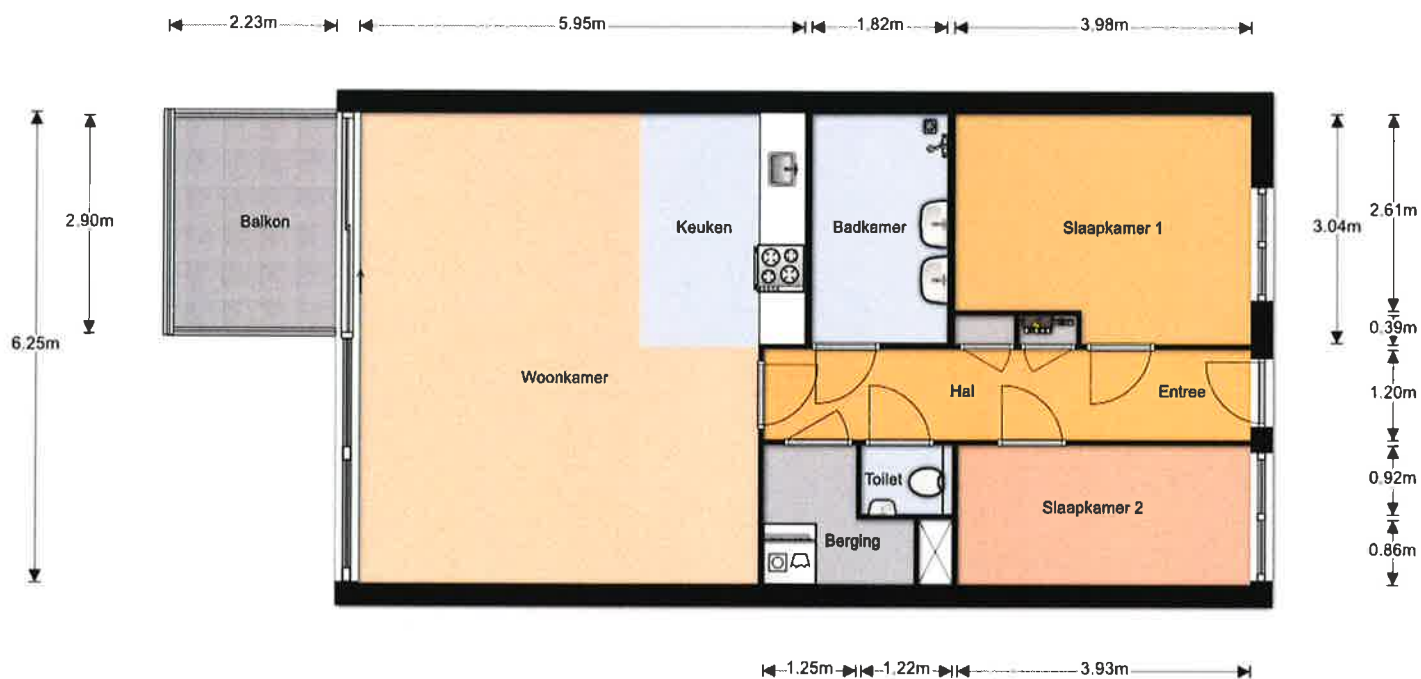 2.23m
5.95m
1.82m
3.98m
Balkon
Keuken
Badkamer
Slaapkamer 1
2.90m
3.04m
2.61m
6.25m
0.39m
Woonkamer
Hal
Entree
1.20m
Toilet
0.92m
Slaapkamer 2
Berging
0.86m
1.25m
1.22m
3.93m